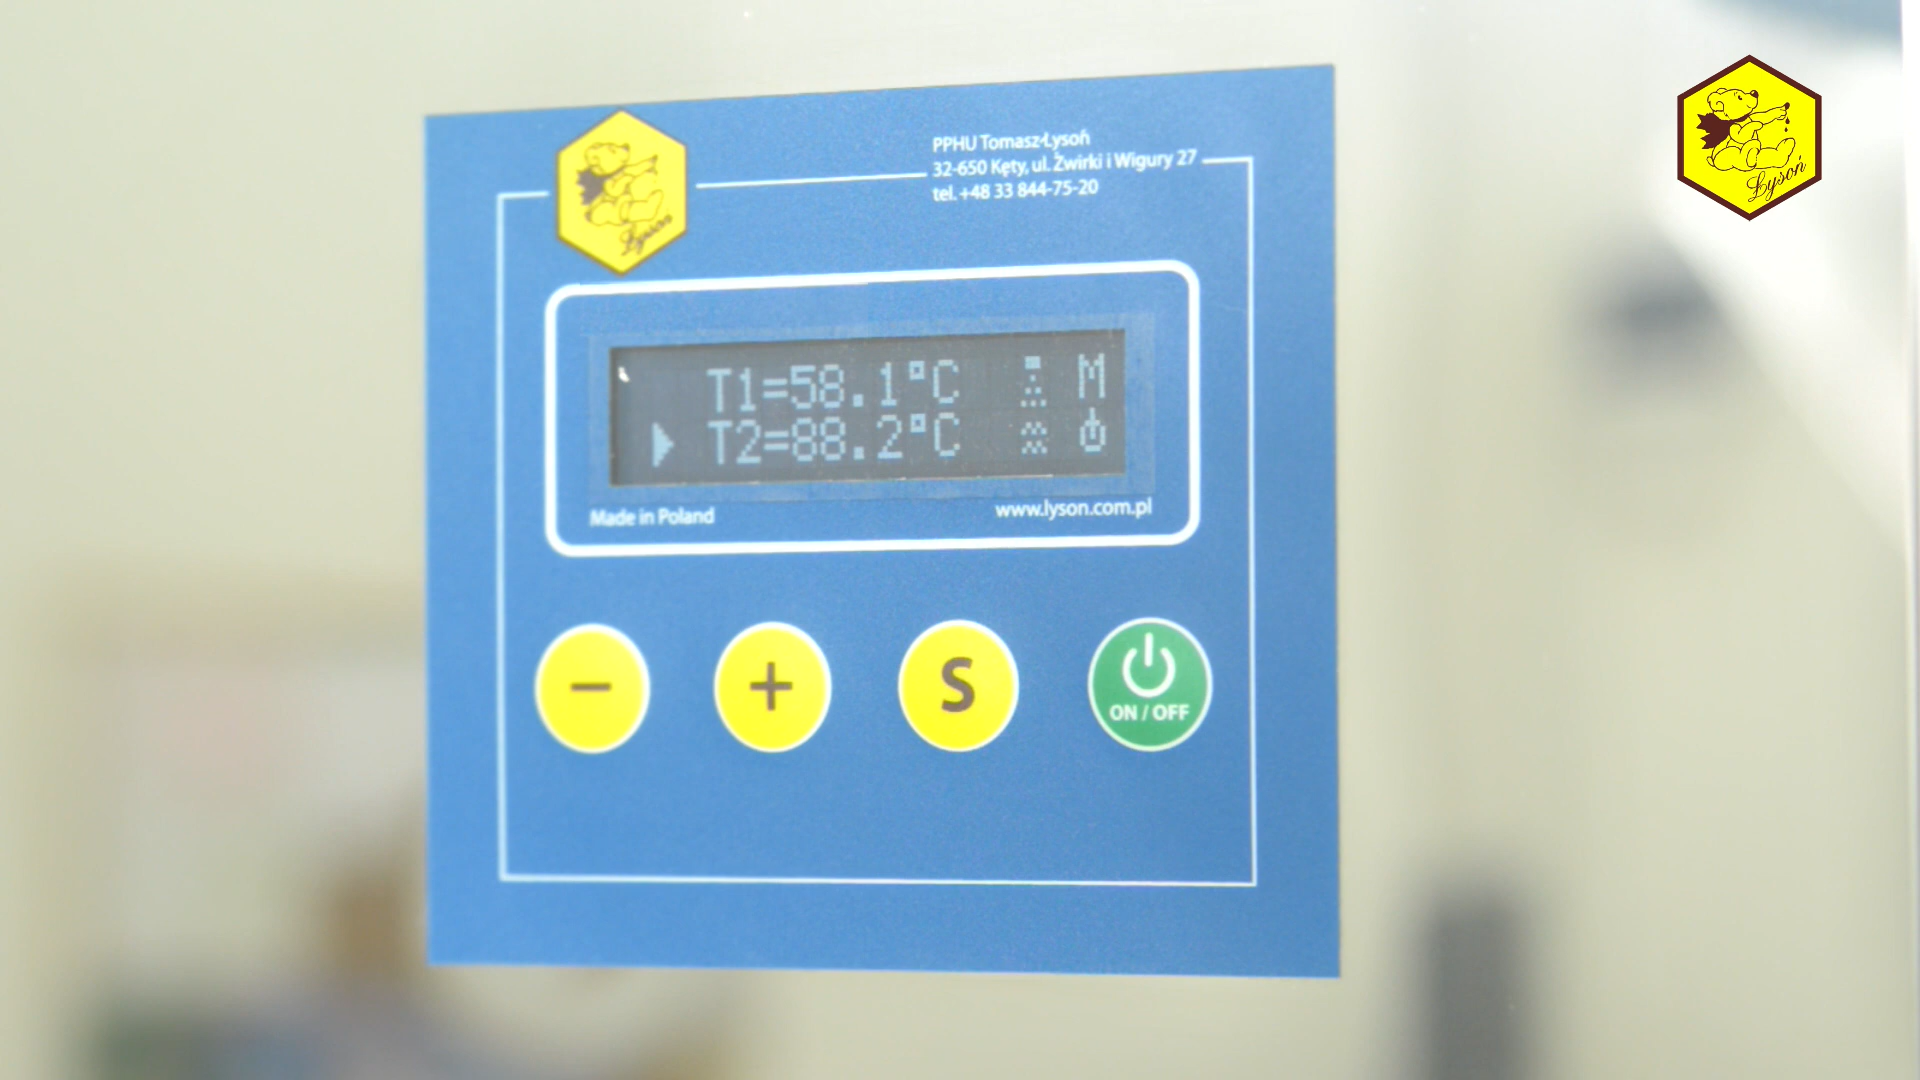 PPHU Tomasz Łysoń
32-650 Kęty, ul. Żwirki i Wigury 27
tel. +48 33 844-75-20
Łysoń
T1=58.1°C M
T2=88.2°C
Made in Poland
www.lyson.com.pl
- + S
ON / OFF
Łysoń